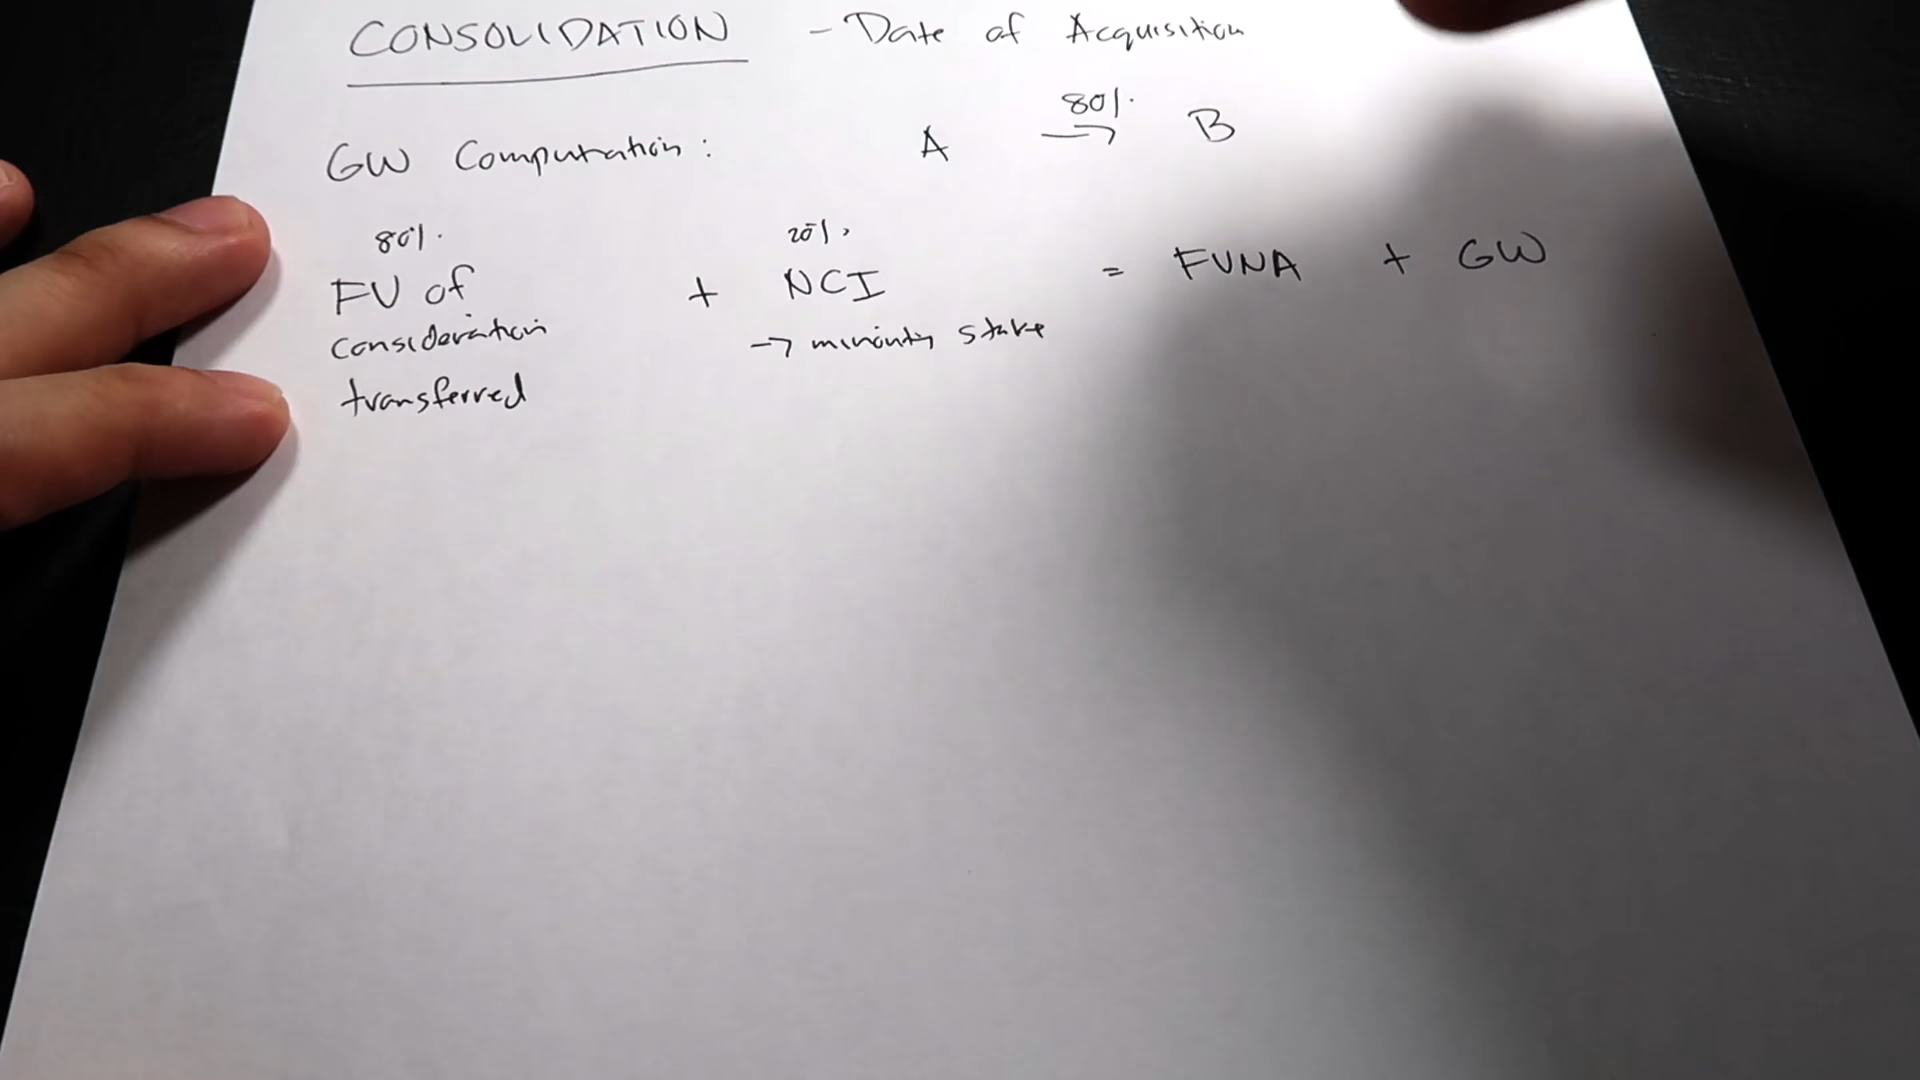 CONSOLIDATION - Date of Acquisition
80%.
GW Computation: A → B
80%. 20%,
FV of + NCI = FVNA + GW
consideration → minority stake
transferred